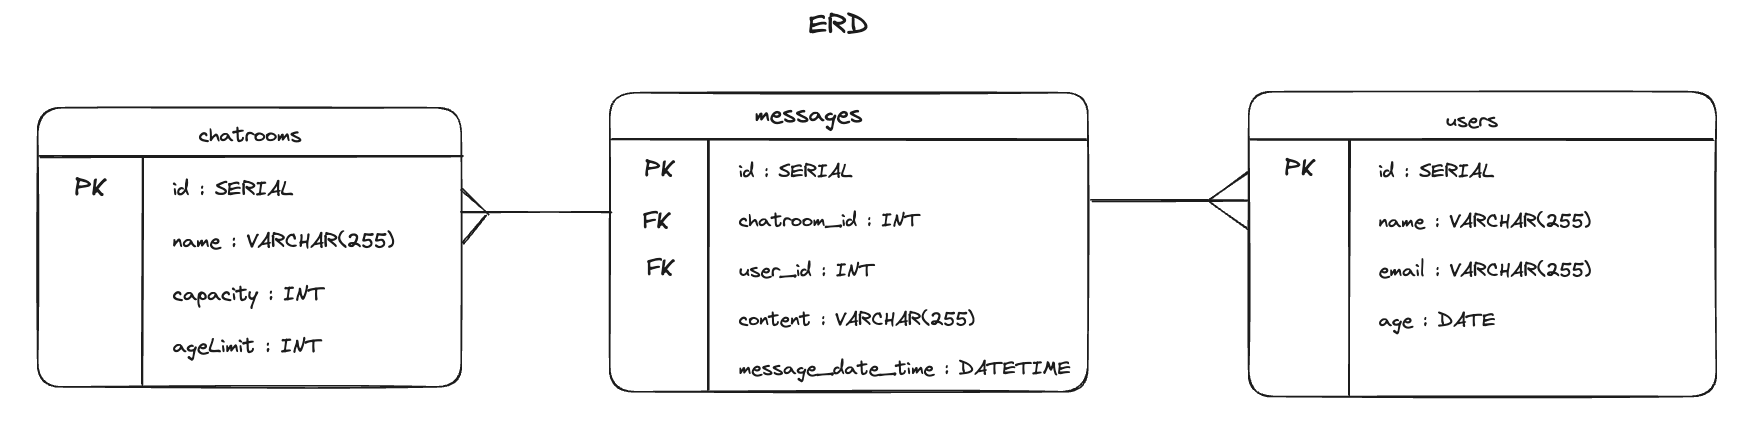 ERD
chatrooms
PK
id : SERIAL
name : VARCHAR(255)
capacity : INT
ageLimit : INT
messages
PK
id : SERIAL
FK
chatroom_id : INT
FK
user_id : INT
content : VARCHAR(255)
message_date_time : DATETIME
users
PK
id : SERIAL
name : VARCHAR(255)
email : VARCHAR(255)
age : DATE